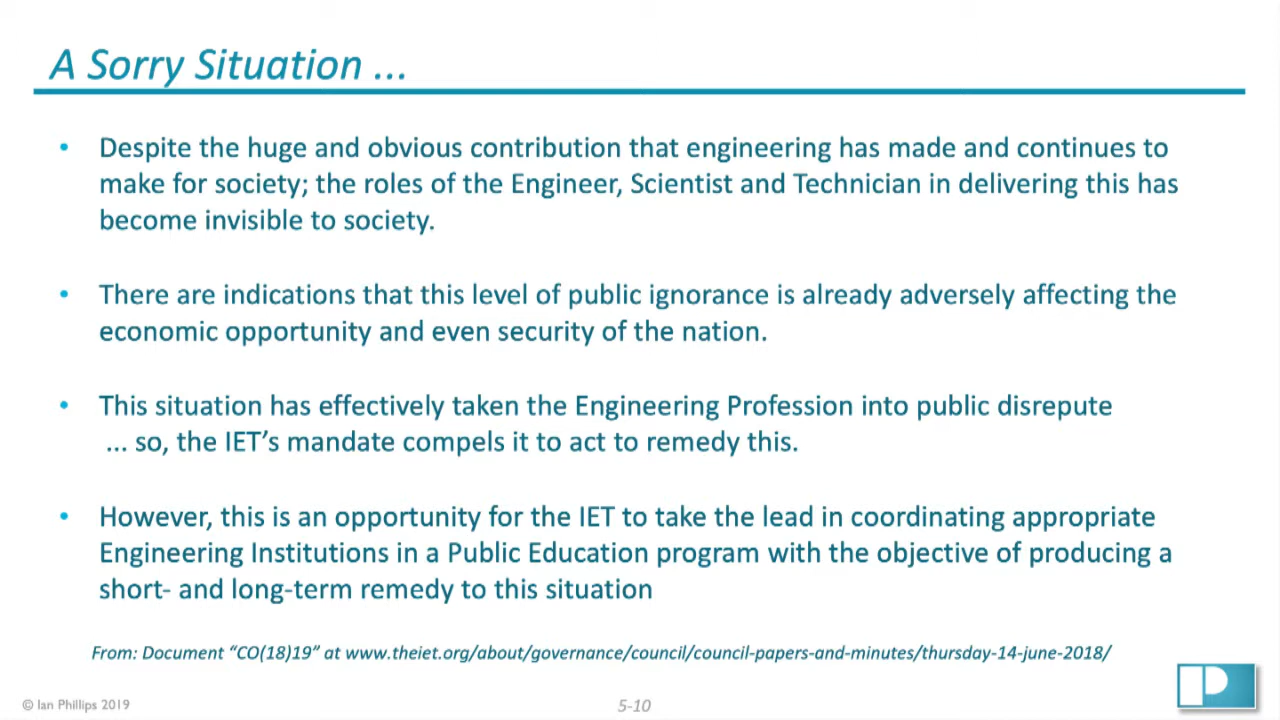 A Sorry Situation ...
• Despite the huge and obvious contribution that engineering has made and continues to
make for society; the roles of the Engineer, Scientist and Technician in delivering this has
become invisible to society.
• There are indications that this level of public ignorance is already adversely affecting the
economic opportunity and even security of the nation.
• This situation has effectively taken the Engineering Profession into public disrepute
... so, the IET’s mandate compels it to act to remedy this.
• However, this is an opportunity for the IET to take the lead in coordinating appropriate
Engineering Institutions in a Public Education program with the objective of producing a
short- and long-term remedy to this situation
From: Document “CO(18)19” at www.theiet.org/about/governance/council/council-papers-and-minutes/thursday-14-june-2018/
© Ian Phillips 2019
5-10
P